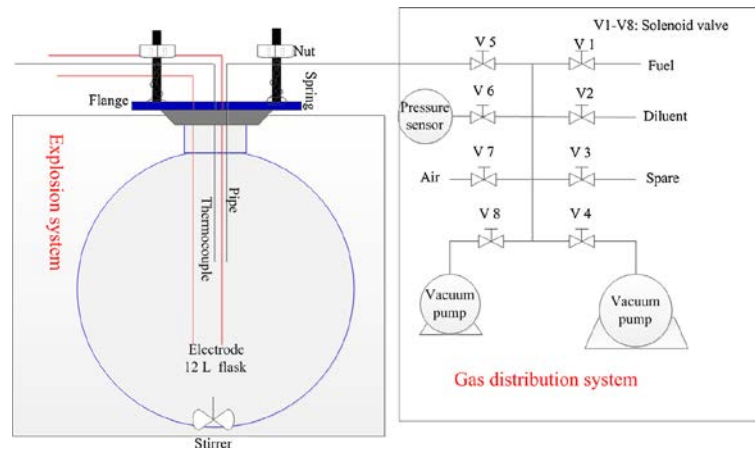 V1-V8: Solenoid valve
Nut
Spring
Flange
Explosion system
Pipe
Thermocouple
Electrode
12 L flask
Stirrer
V 5
V 1
Fuel
Pressure
sensor
V 6
V2
Diluent
Air
V 7
V 3
Spare
V 8
V 4
Vacuum
pump
Vacuum
pump
Gas distribution system